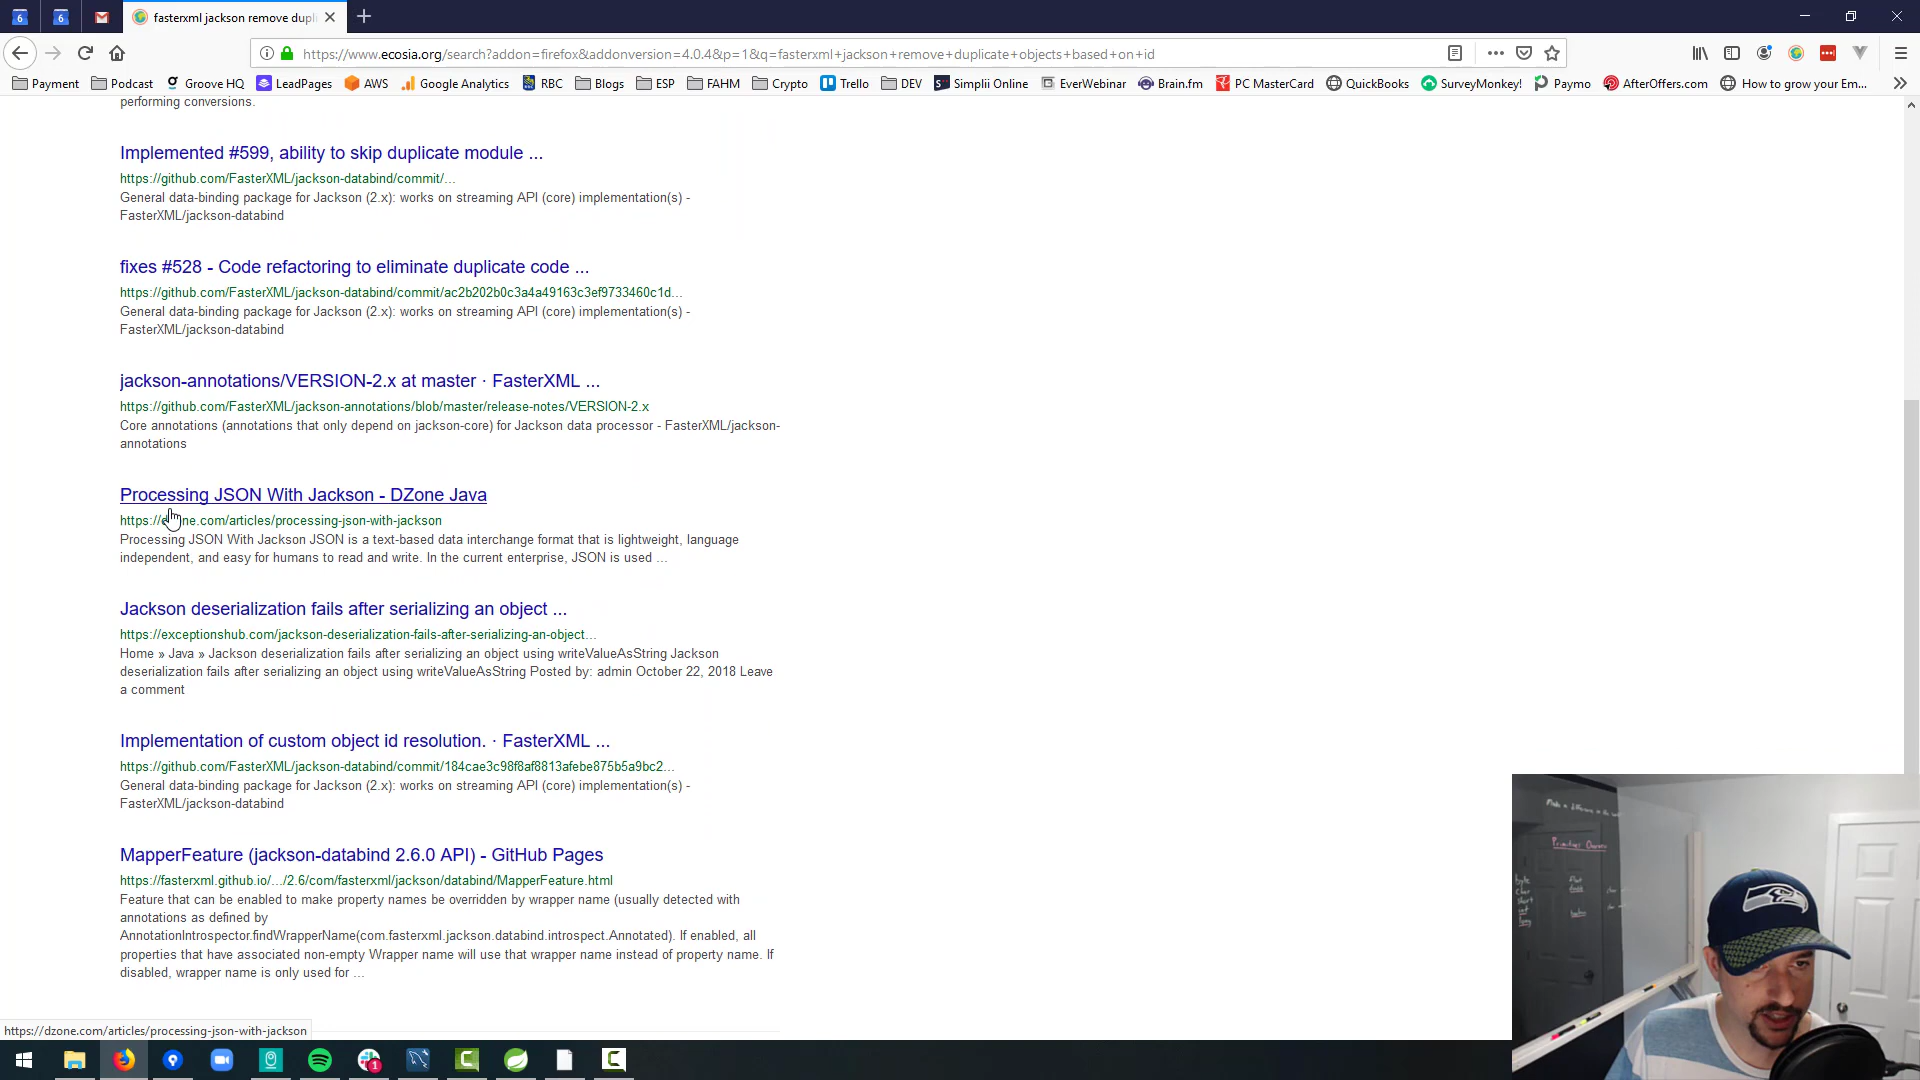 6
6
fasterxml jackson remove dupli
https://www.ecosia.org/search?addon=firefox&addonversion=4.0.4&p=1&q=fasterxml+jackson+remove+duplicate+objects+based+on+id
Payment Podcast Groove HQ LeadPages AWS Google Analytics RBC Blogs ESP FAHM Crypto Trello DEV Simplii Online EverWebinar Brain.fm PC MasterCard QuickBooks SurveyMonkey! Paymo AfterOffers.com How to grow your Em...
performing conversions.
Implemented #599, ability to skip duplicate module ...
https://github.com/FasterXML/jackson-databind/commit/...
General data-binding package for Jackson (2.x): works on streaming API (core) implementation(s) -
FasterXML/jackson-databind
fixes #528 - Code refactoring to eliminate duplicate code ...
https://github.com/FasterXML/jackson-databind/commit/ac2b202b0c3a4a49163c3ef9733460c1d...
General data-binding package for Jackson (2.x): works on streaming API (core) implementation(s) -
FasterXML/jackson-databind
jackson-annotations/VERSION-2.x at master · FasterXML ...
https://github.com/FasterXML/jackson-annotations/blob/master/release-notes/VERSION-2.x
Core annotations (annotations that only depend on jackson-core) for Jackson data processor - FasterXML/jackson-
annotations
Processing JSON With Jackson - DZone Java
https://dzone.com/articles/processing-json-with-jackson
Processing JSON With Jackson JSON is a text-based data interchange format that is lightweight, language
independent, and easy for humans to read and write. In the current enterprise, JSON is used ...
Jackson deserialization fails after serializing an object ...
https://exceptionshub.com/jackson-deserialization-fails-after-serializing-an-object...
Home » Java » Jackson deserialization fails after serializing an object using writeValueAsString Jackson
deserialization fails after serializing an object using writeValueAsString Posted by: admin October 22, 2018 Leave
a comment
Implementation of custom object id resolution. · FasterXML ...
https://github.com/FasterXML/jackson-databind/commit/184cae3c98f8af8813afebe875b5a9bc2...
General data-binding package for Jackson (2.x): works on streaming API (core) implementation(s) -
FasterXML/jackson-databind
MapperFeature (jackson-databind 2.6.0 API) - GitHub Pages
https://fasterxml.github.io/.../2.6/com/fasterxml/jackson/databind/MapperFeature.html
Feature that can be enabled to make property names be overridden by wrapper name (usually detected with
annotations as defined by
AnnotationIntrospector.findWrapperName(com.fasterxml.jackson.databind.introspect.Annotated). If enabled, all
properties that have associated non-empty Wrapper name will use that wrapper name instead of property name. If
disabled, wrapper name is only used for ...
https://dzone.com/articles/processing-json-with-jackson
1
byte
char
short
int
long